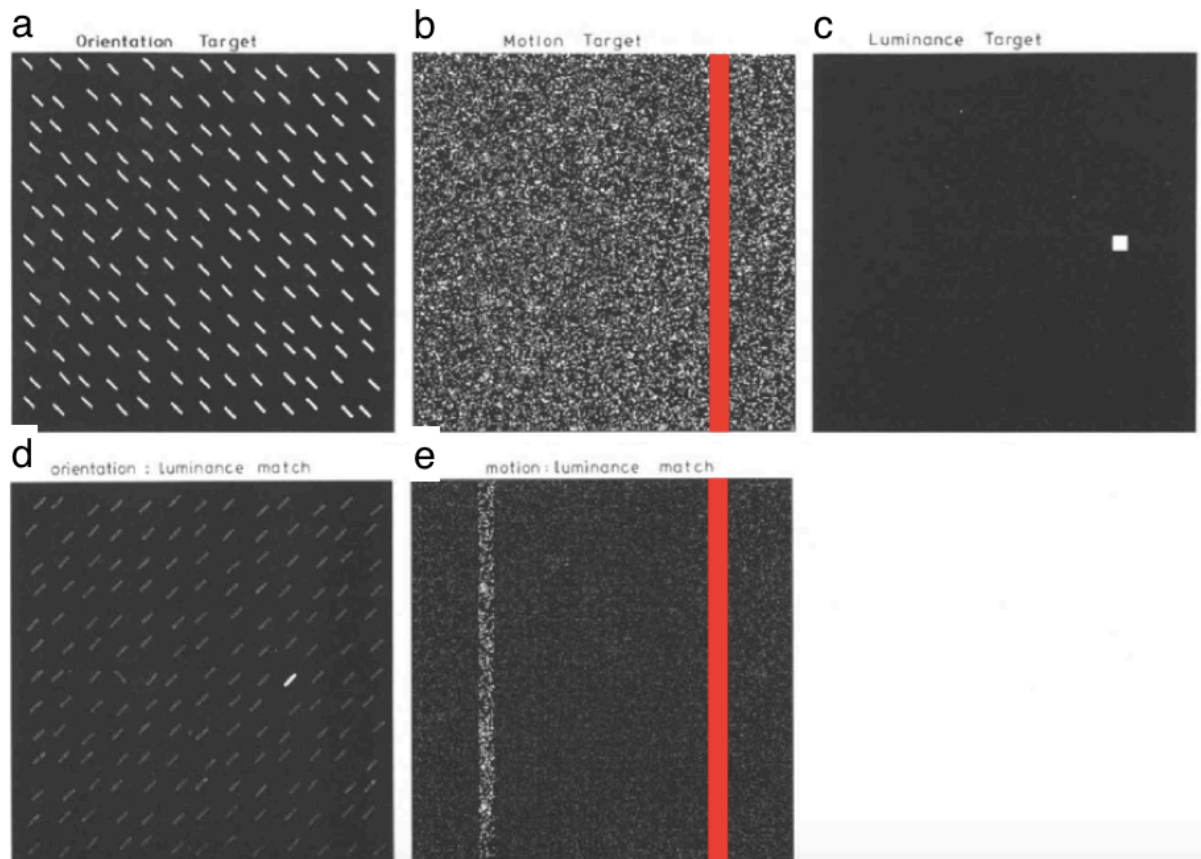 a
Orientation Target
b
Motion Target
c
Luminance Target
d
orientation : Luminance match
e
motion : luminance match